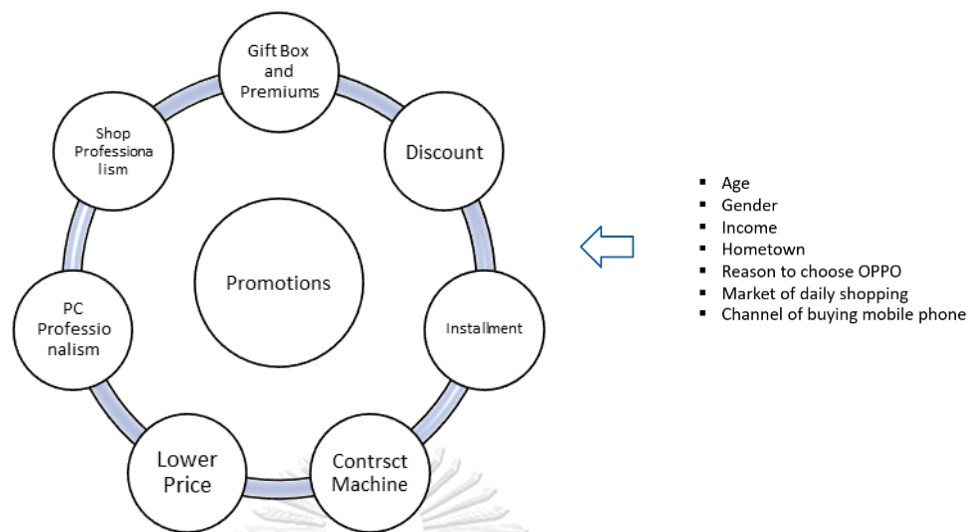 Gift Box
and
Premiums
Discount
Installment
Contrsct
Machine
Lower
Price
PC
Professio
nalism
Shop
Professiona
lism
Promotions
▪ Age
▪ Gender
▪ Income
▪ Hometown
▪ Reason to choose OPPO
▪ Market of daily shopping
▪ Channel of buying mobile phone